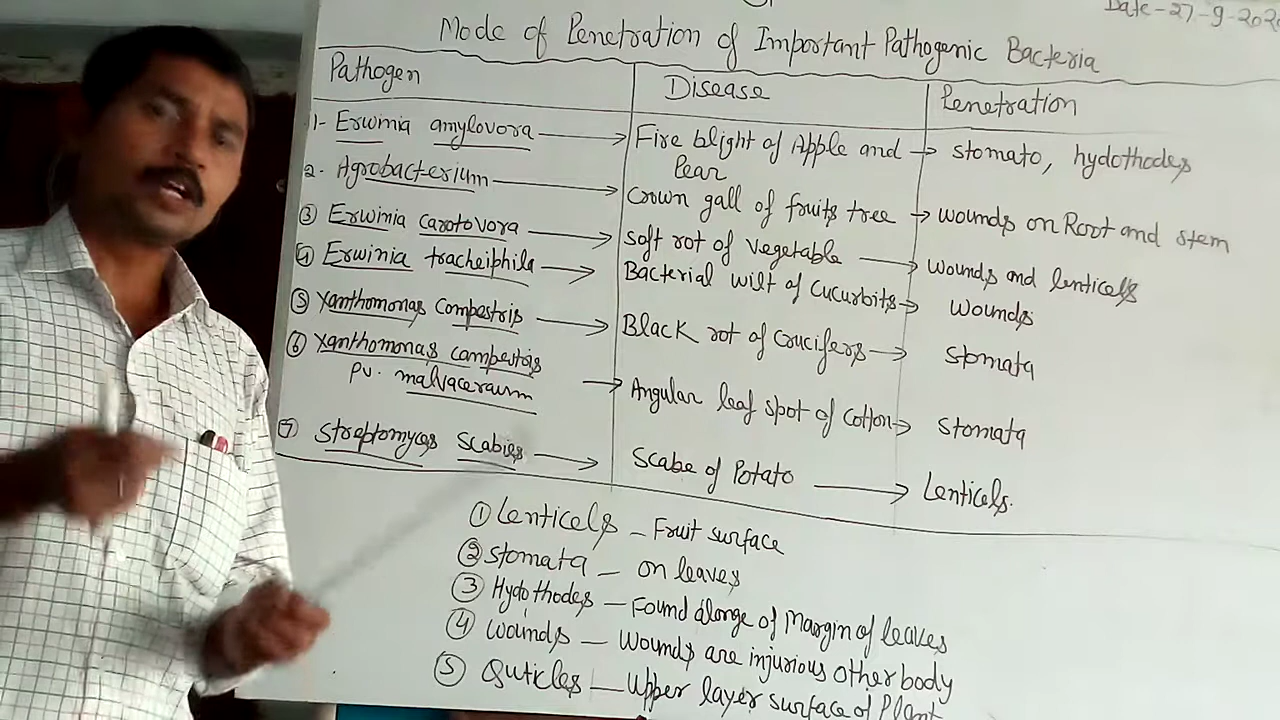 Date-27-9-202
Mode of Penetration of Important Pathogenic Bacteria
Pathogen Disease Penetration
1- Erwinia amylovora → Fire blight of Apple and Pear → stomato, hydothodes
2. Agrobacterium → Crown gall of fruits tree → wounds on Root and stem
③ Erwinia carotovora → Soft rot of vegetable → wounds and lenticels
④ Erwinia tracheiphila → Bacterial wilt of cucurbits → wounds
⑤ Xanthomonas Compestris → Black rot of crucifers → Stomata
⑥ Xanthomonas campestris
pv. malvacerarum → Angular leaf spot of cotton → Stomata
⑦ Streptomyces scabies → Scabe of Potato → Lenticels.
① Lenticels - Fruit surface
② Stomata - on leaves
③ Hydothodes - Found alonge of Margin of leaves
④ wounds - Wounds are injurious other body
⑤ Quticles - Upper layer surface of Plant